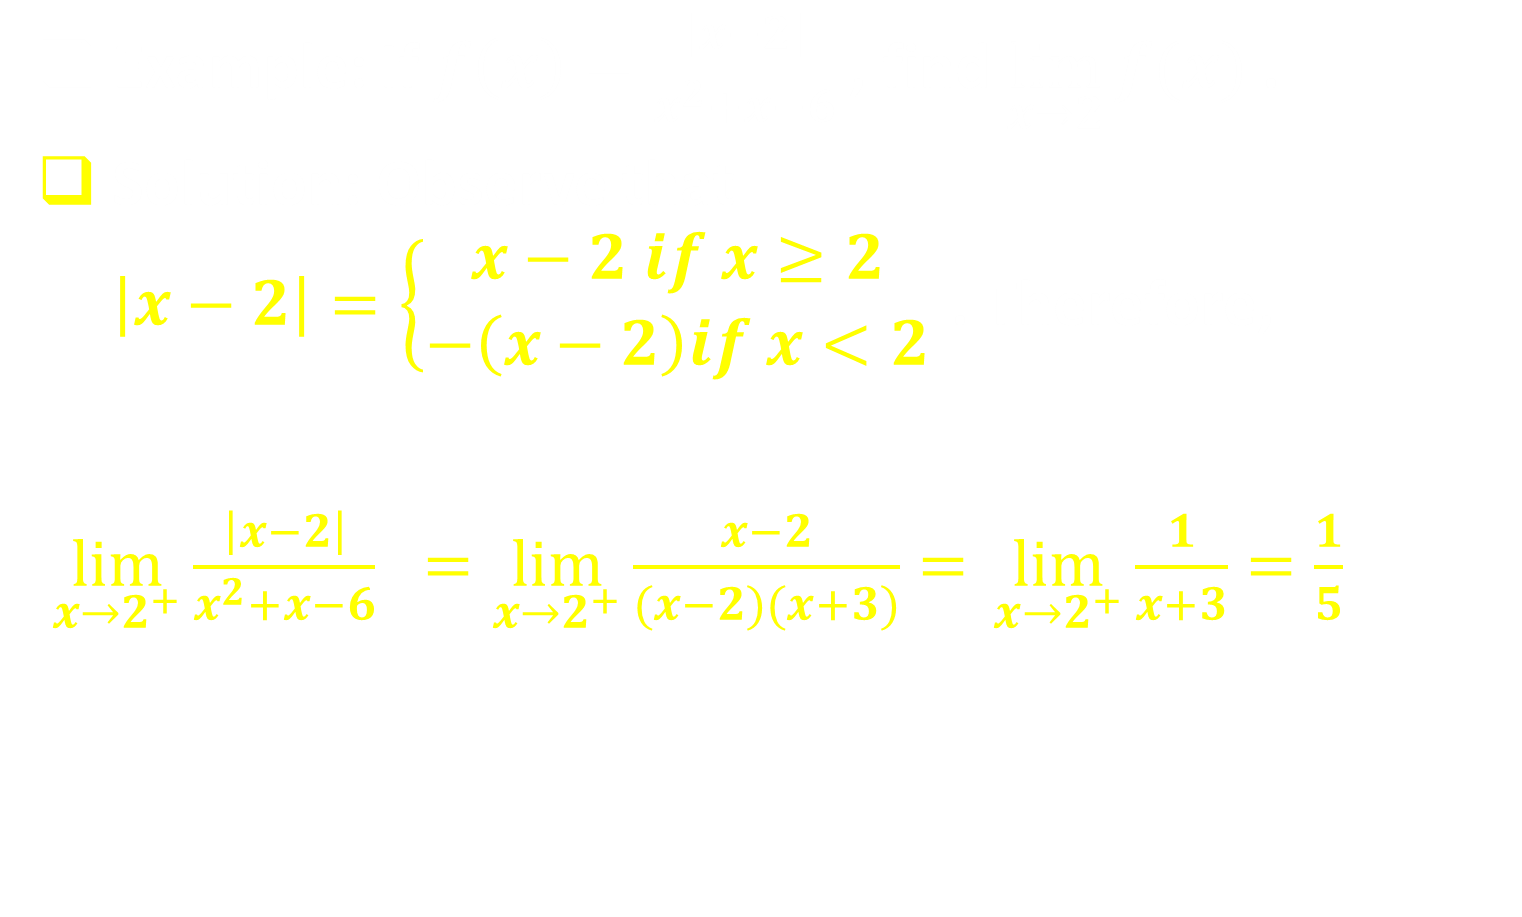 ❑
|x − 2| = { x − 2 if x ≥ 2
−(x − 2)if x < 2
lim x→2⁺ |x−2| / x²+x−6 = lim x→2⁺ x−2 / (x−2)(x+3) = lim x→2⁺ 1 / x+3 = 1/5